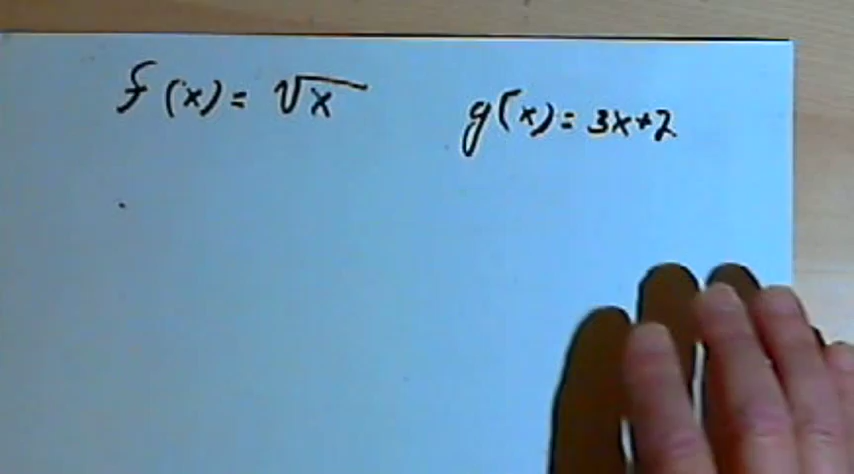 f(x) = √x
g(x) = 3x+2